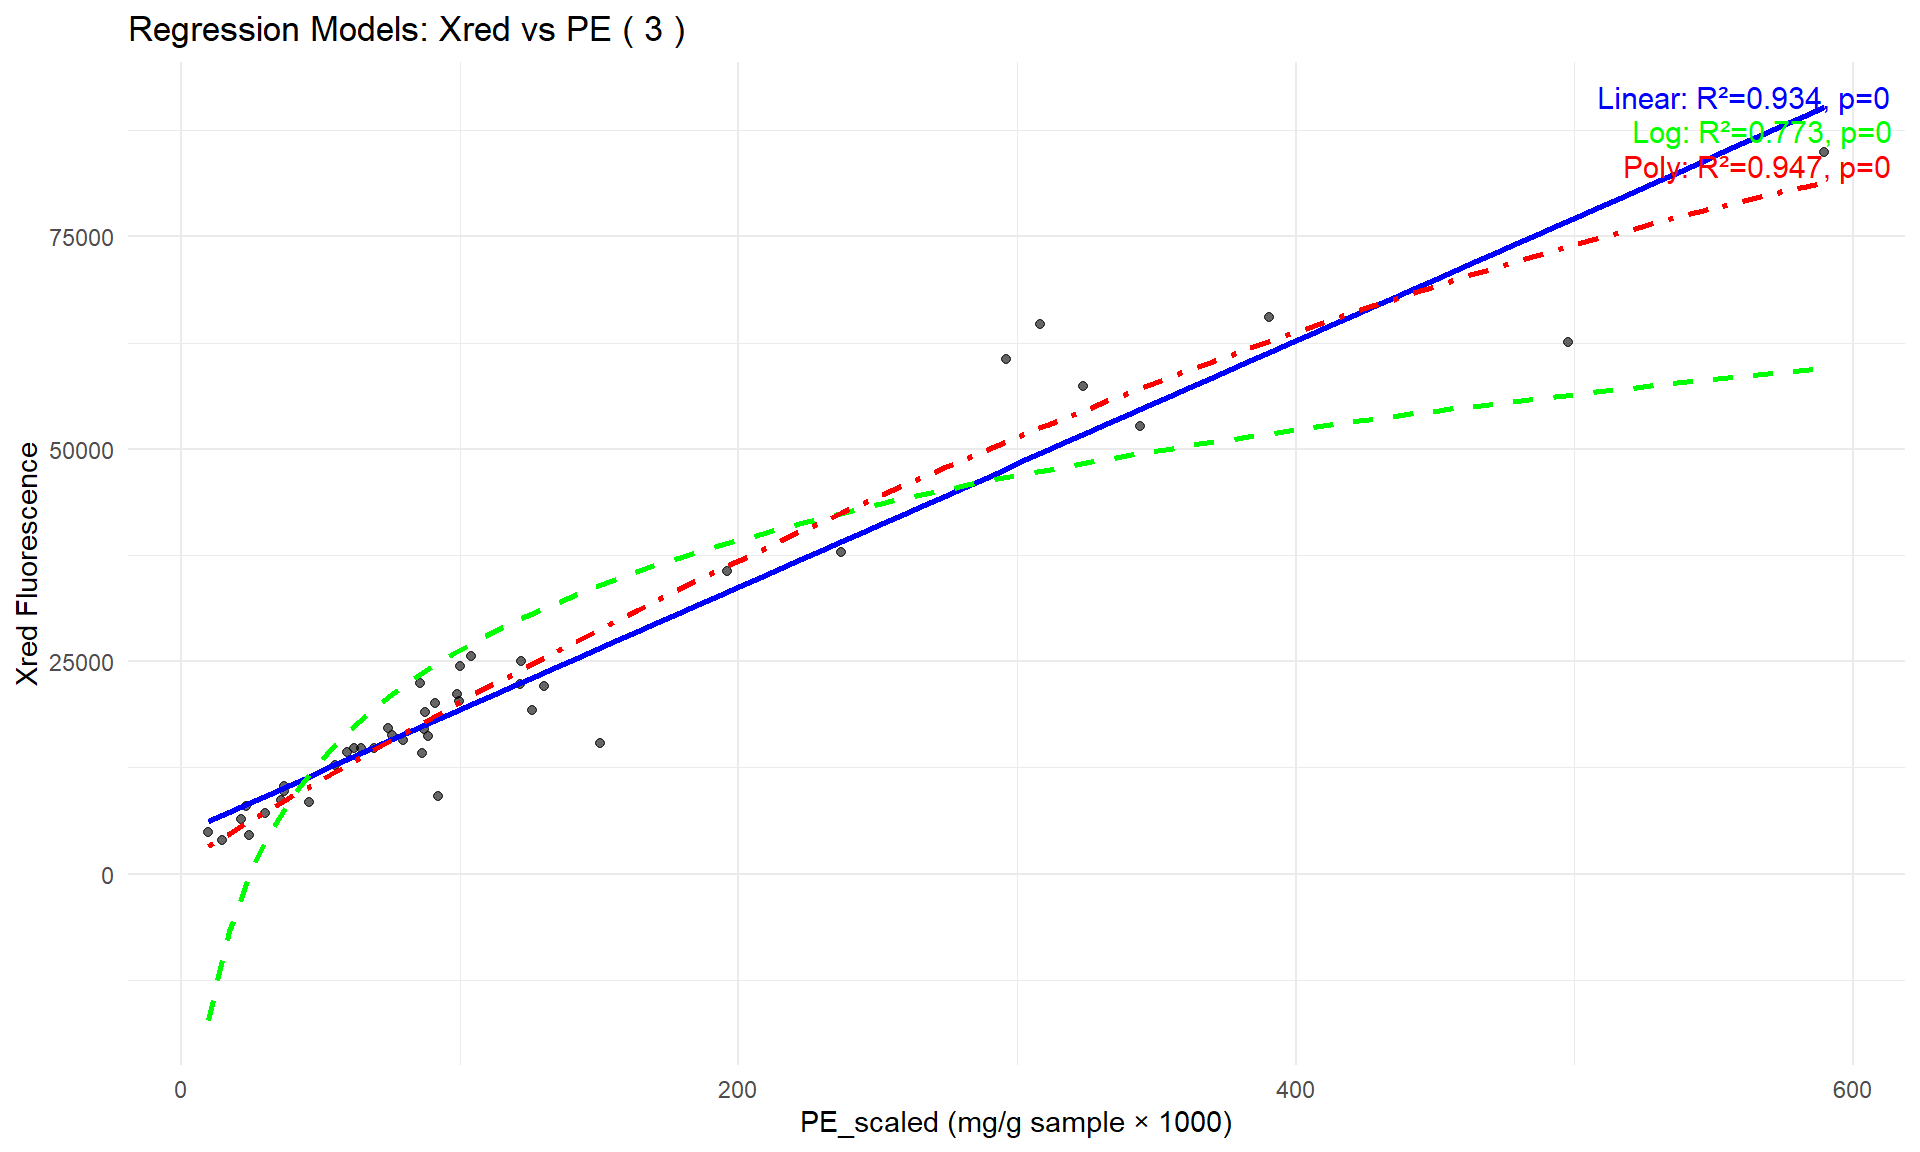 Regression Models: Xred vs PE ( 3 )
Linear: R²=0.934, p=0
Log: R²=0.773, p=0
Poly: R²=0.947, p=0
75000
50000
25000
0
Xred Fluorescence
0
200
400
600
PE_scaled (mg/g sample × 1000)